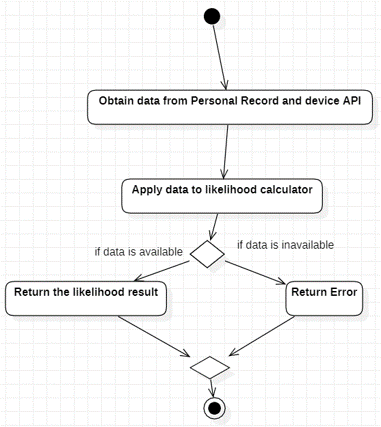 Obtain data from Personal Record and device API
Apply data to likelihood calculator
if data is available
if data is inavailable
Return the likelihood result
Return Error